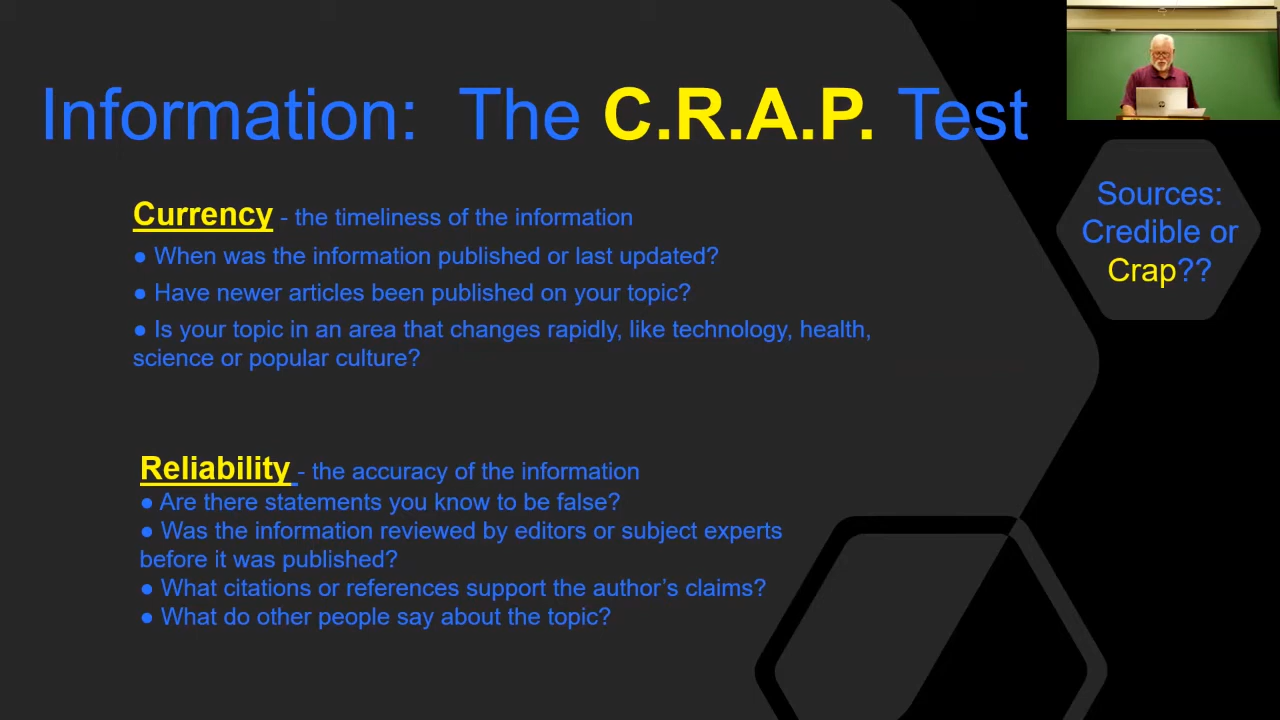 Information: The C.R.A.P. Test
Sources:
Credible or
Crap??
Currency - the timeliness of the information
● When was the information published or last updated?
● Have newer articles been published on your topic?
● Is your topic in an area that changes rapidly, like technology, health,
science or popular culture?
Reliability - the accuracy of the information
● Are there statements you know to be false?
● Was the information reviewed by editors or subject experts
before it was published?
● What citations or references support the author’s claims?
● What do other people say about the topic?